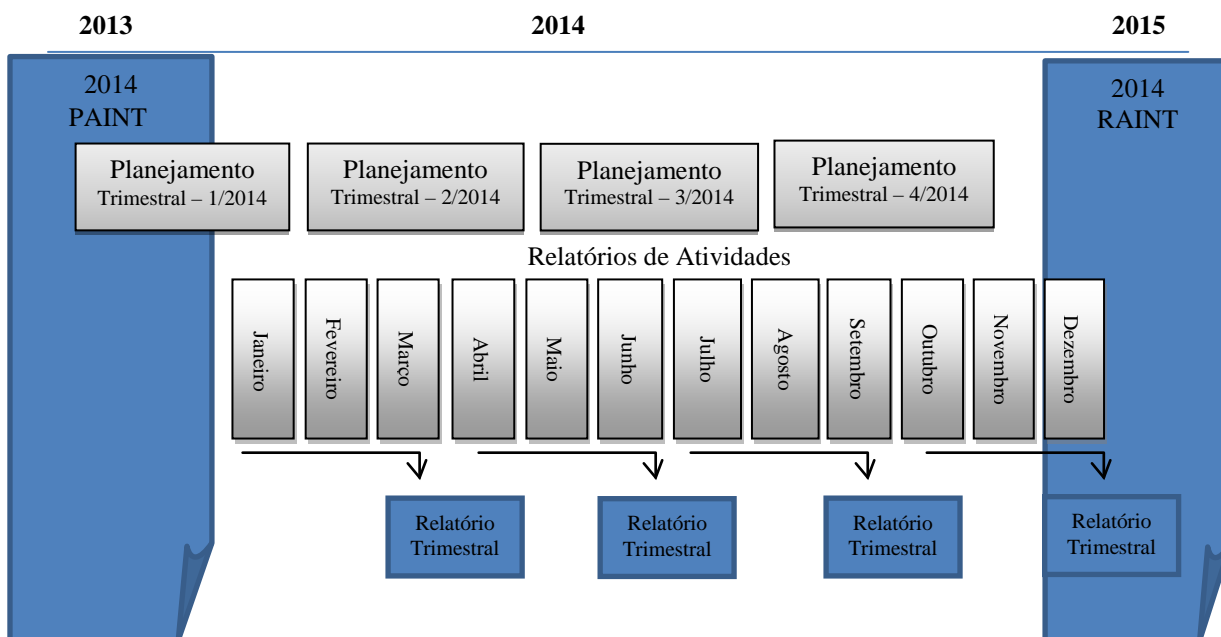 2013
2014
2015
2014
PAINT
2014
RAINT
Planejamento
Trimestral – 1/2014
Planejamento
Trimestral – 2/2014
Planejamento
Trimestral – 3/2014
Planejamento
Trimestral – 4/2014
Relatórios de Atividades
Janeiro
Fevereiro
Março
Abril
Maio
Junho
Julho
Agosto
Setembro
Outubro
Novembro
Dezembro
Relatório
Trimestral
Relatório
Trimestral
Relatório
Trimestral
Relatório
Trimestral